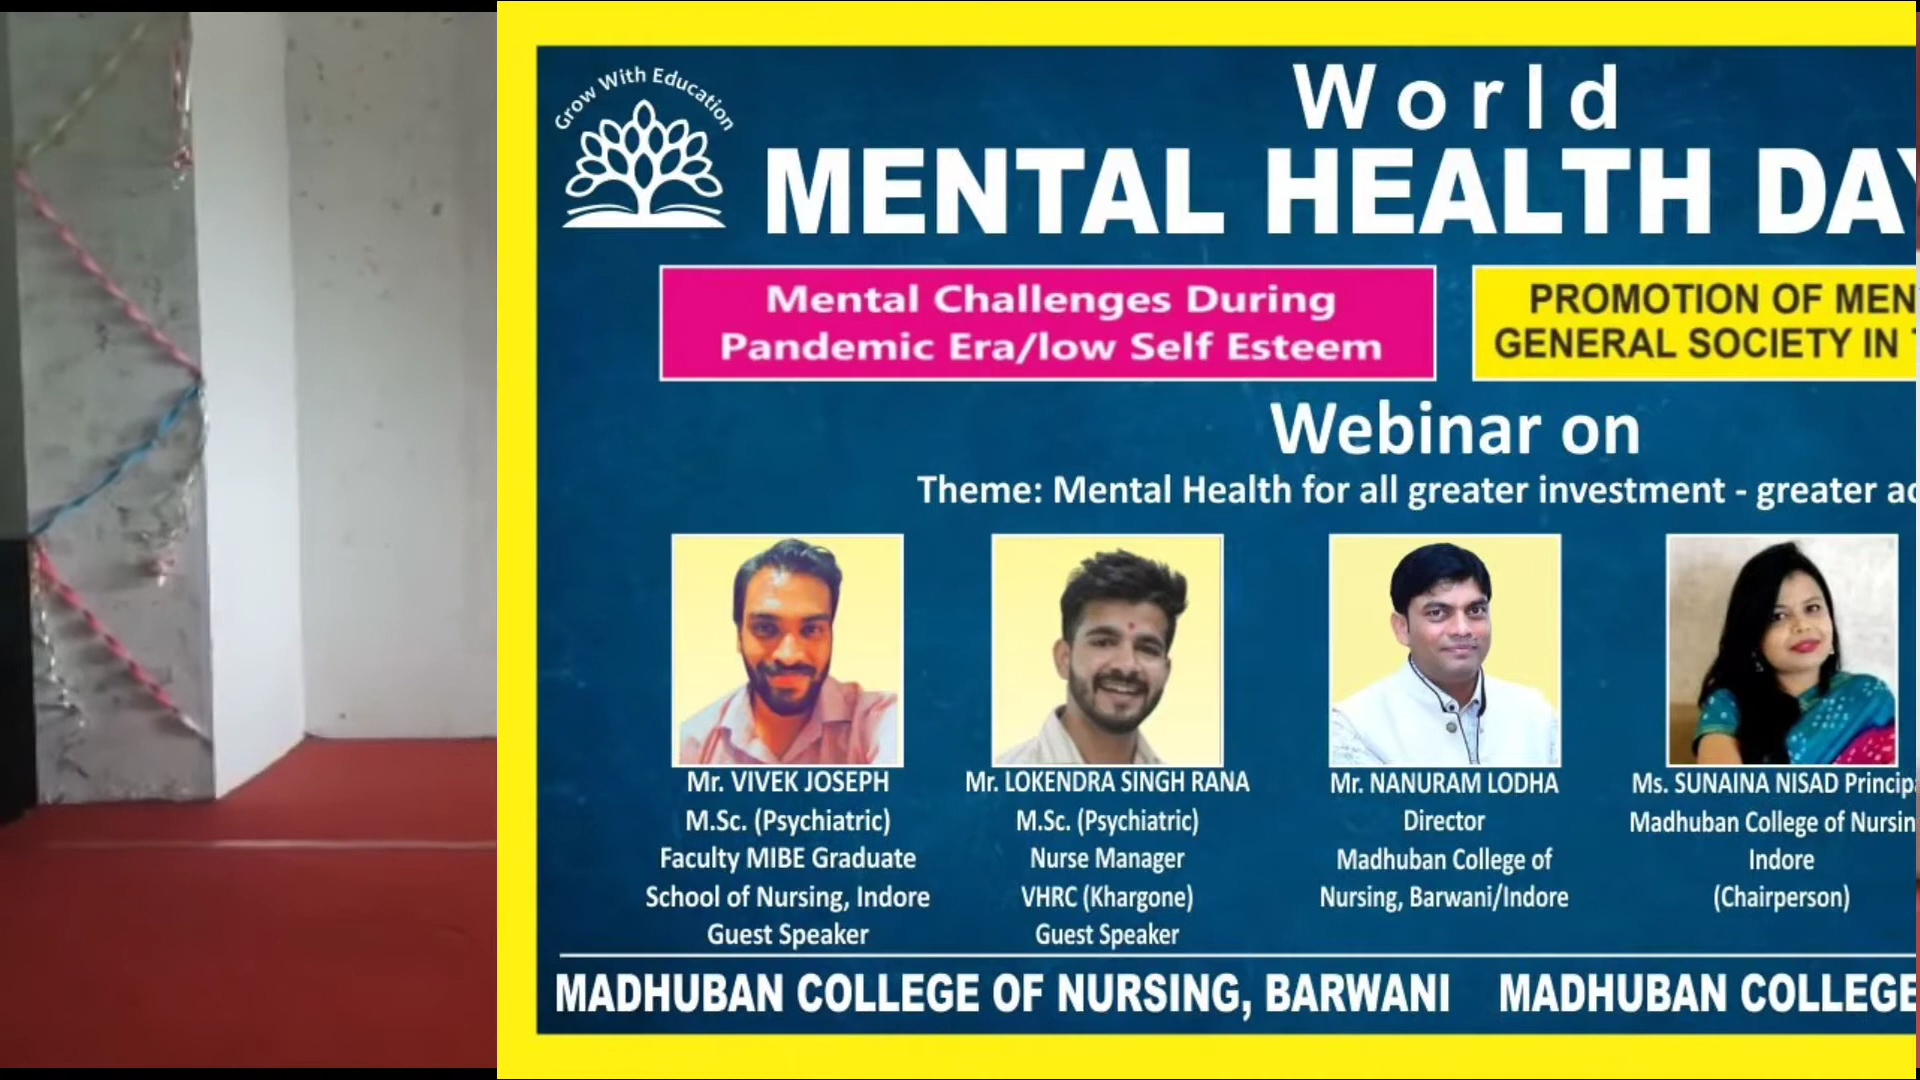 Grow With Education
World
MENTAL HEALTH DAY
Mental Challenges During
Pandemic Era/low Self Esteem
PROMOTION OF MEN
GENERAL SOCIETY IN
Webinar on
Theme: Mental Health for all greater investment - greater ac
Mr. VIVEK JOSEPH
M.Sc. (Psychiatric)
Faculty MIBE Graduate
School of Nursing, Indore
Guest Speaker
Mr. LOKENDRA SINGH RANA
M.Sc. (Psychiatric)
Nurse Manager
VHRC (Khargone)
Guest Speaker
Mr. NANURAM LODHA
Director
Madhuban College of
Nursing, Barwani/Indore
Ms. SUNAINA NISAD Princip
Madhuban College of Nursin
Indore
(Chairperson)
MADHUBAN COLLEGE OF NURSING, BARWANI
MADHUBAN COLLEGE